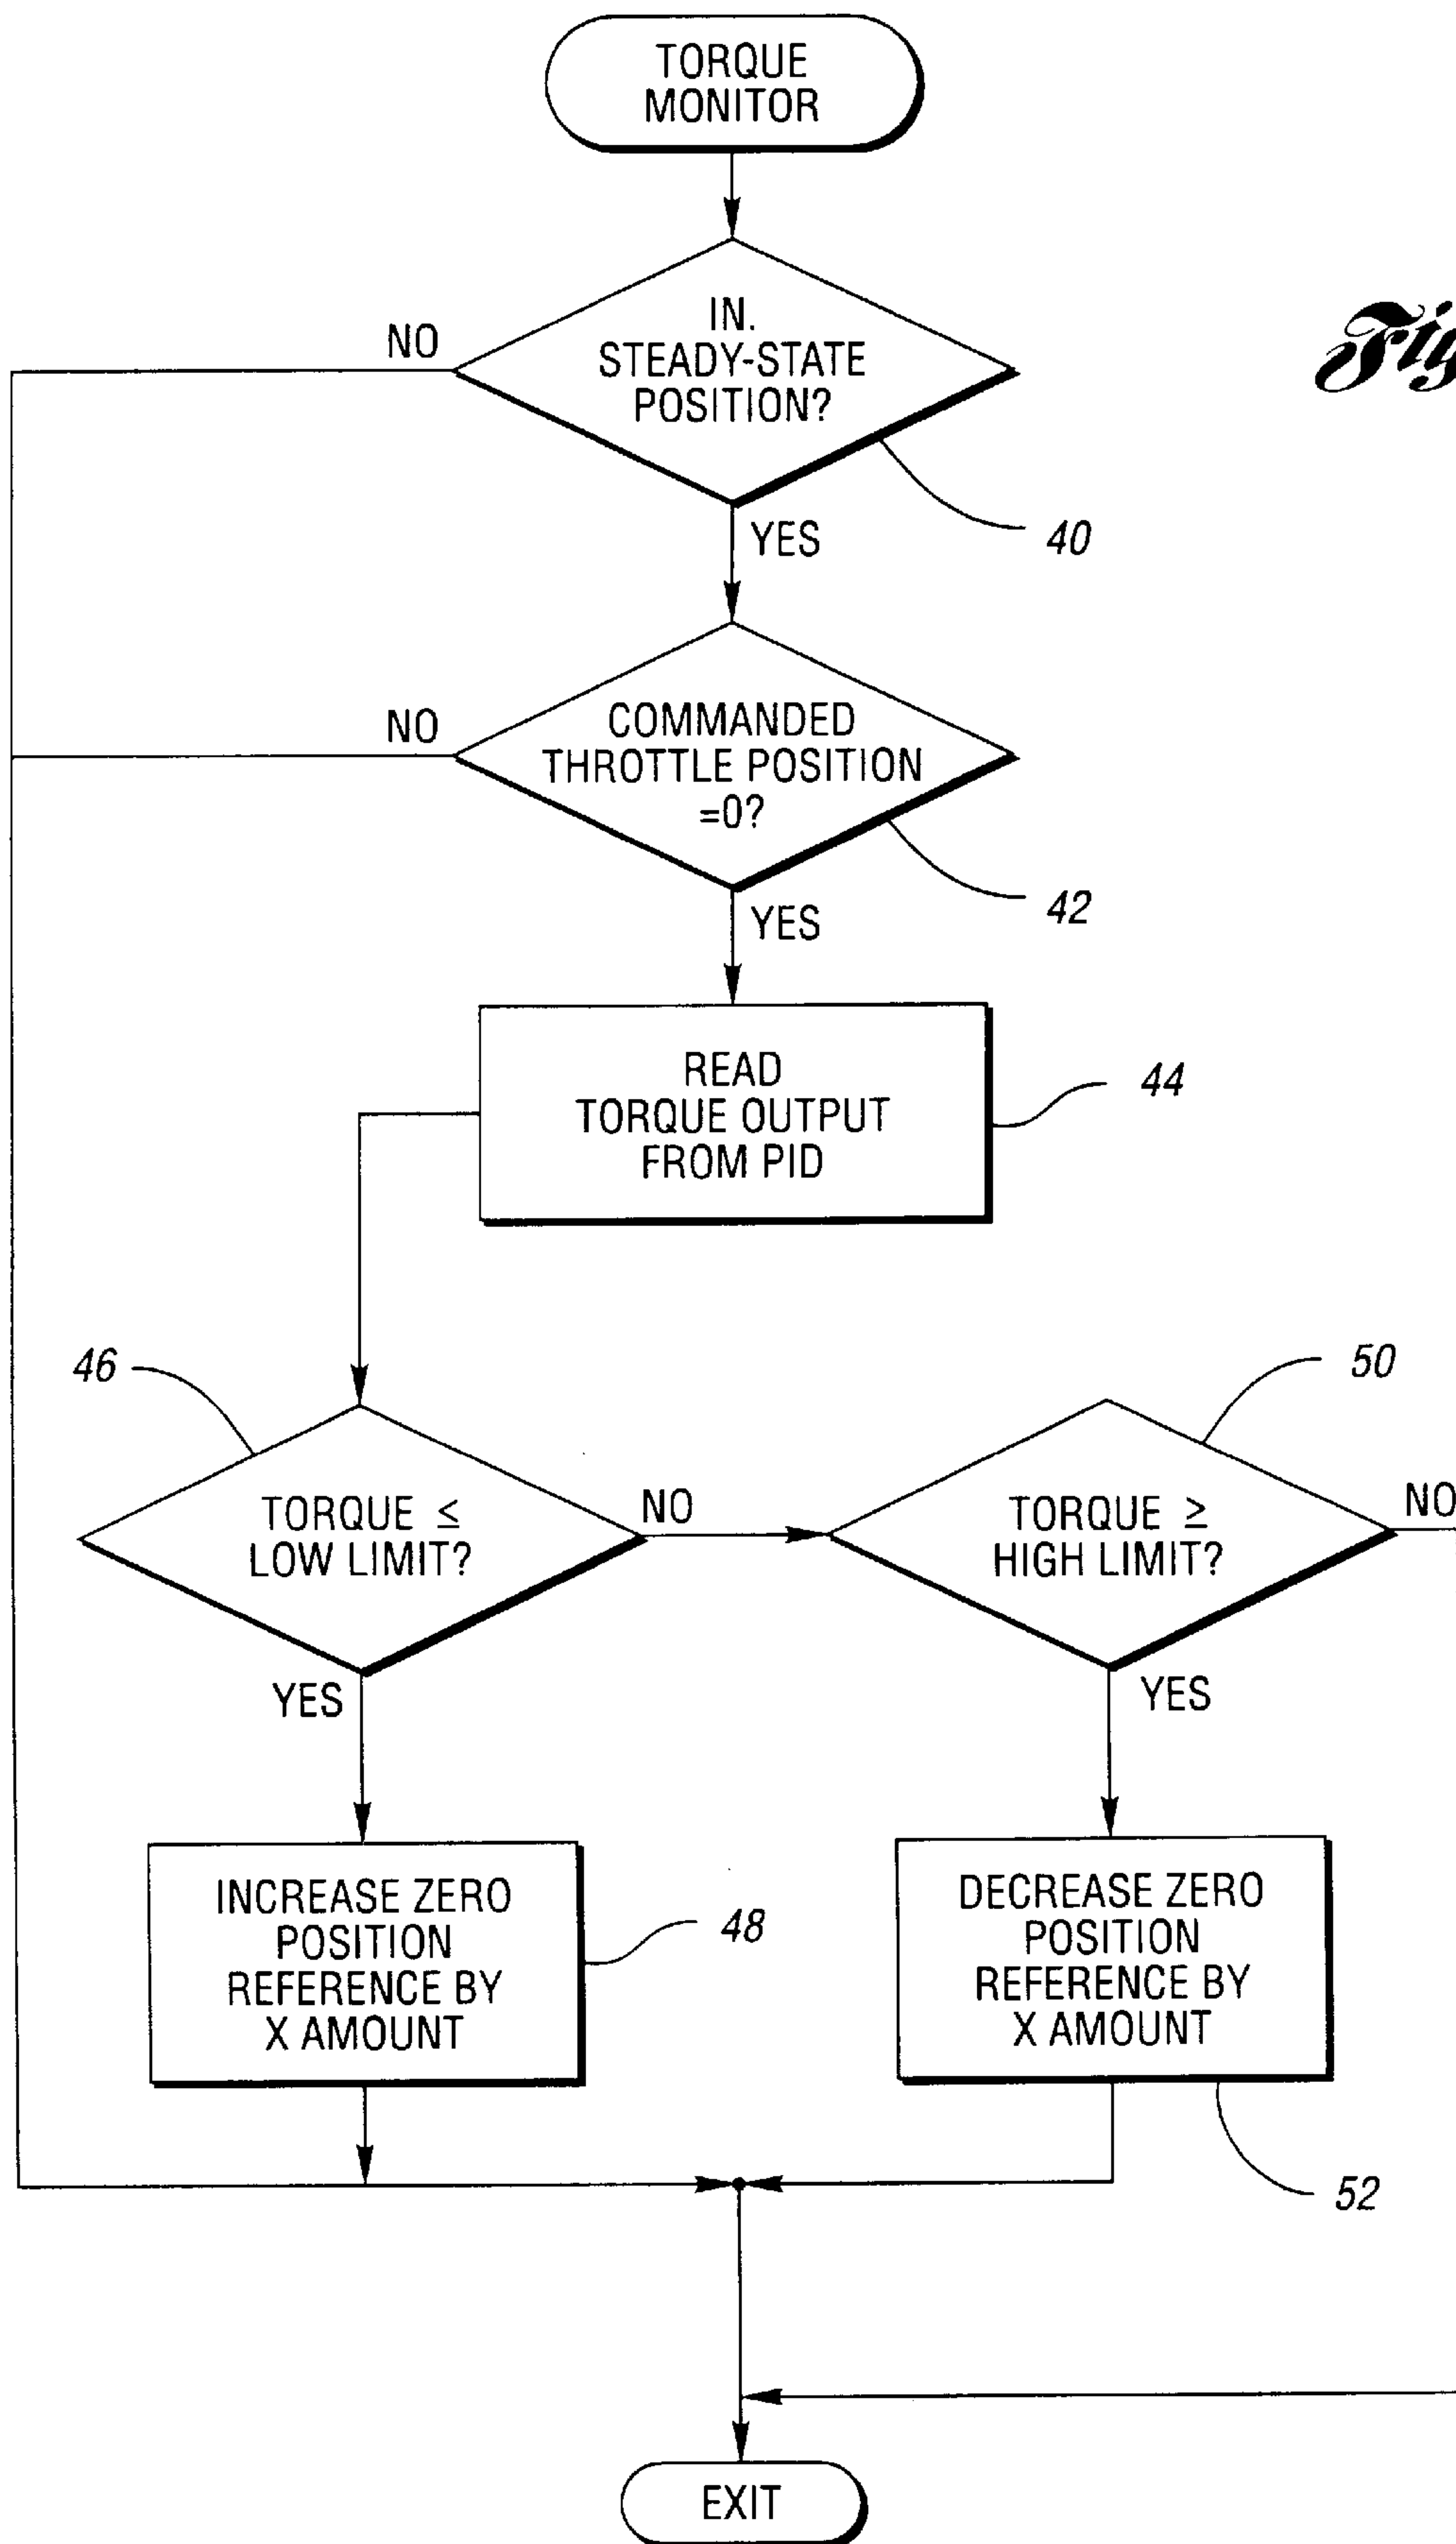 TORQUE
MONITOR
IN.
STEADY-STATE
POSITION?
NO
40
YES
COMMANDED
THROTTLE POSITION
=0?
NO
42
YES
READ
TORQUE OUTPUT
FROM PID
44
46
TORQUE ≤
LOW LIMIT?
NO
50
TORQUE ≥
HIGH LIMIT?
NO
YES
YES
INCREASE ZERO
POSITION
REFERENCE BY
X AMOUNT
48
DECREASE ZERO
POSITION
REFERENCE BY
X AMOUNT
52
EXIT